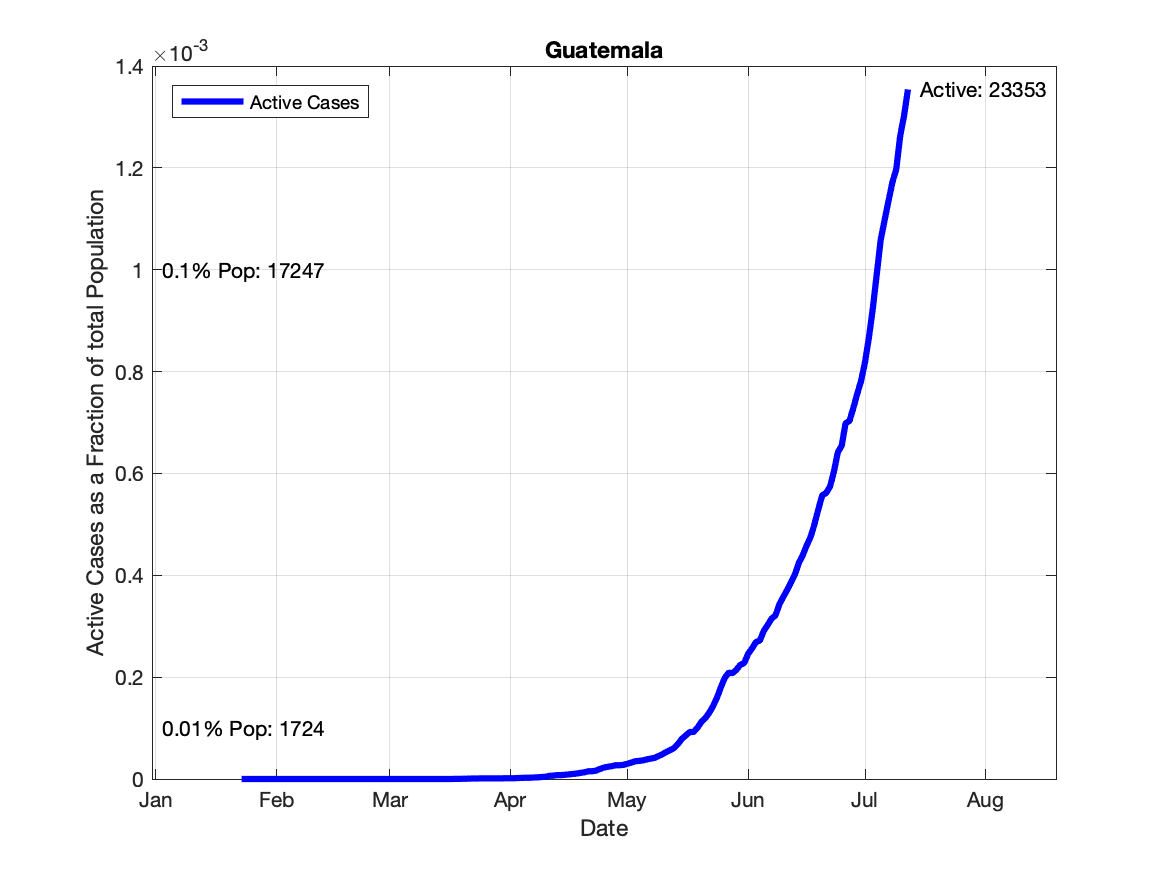 Guatemala
×10-3
1.4
1.2
1
0.8
0.6
0.4
0.2
0
Active Cases
Active: 23353
0.1% Pop: 17247
0.01% Pop: 1724
Active Cases as a Fraction of total Population
Jan Feb Mar Apr May Jun Jul Aug
Date